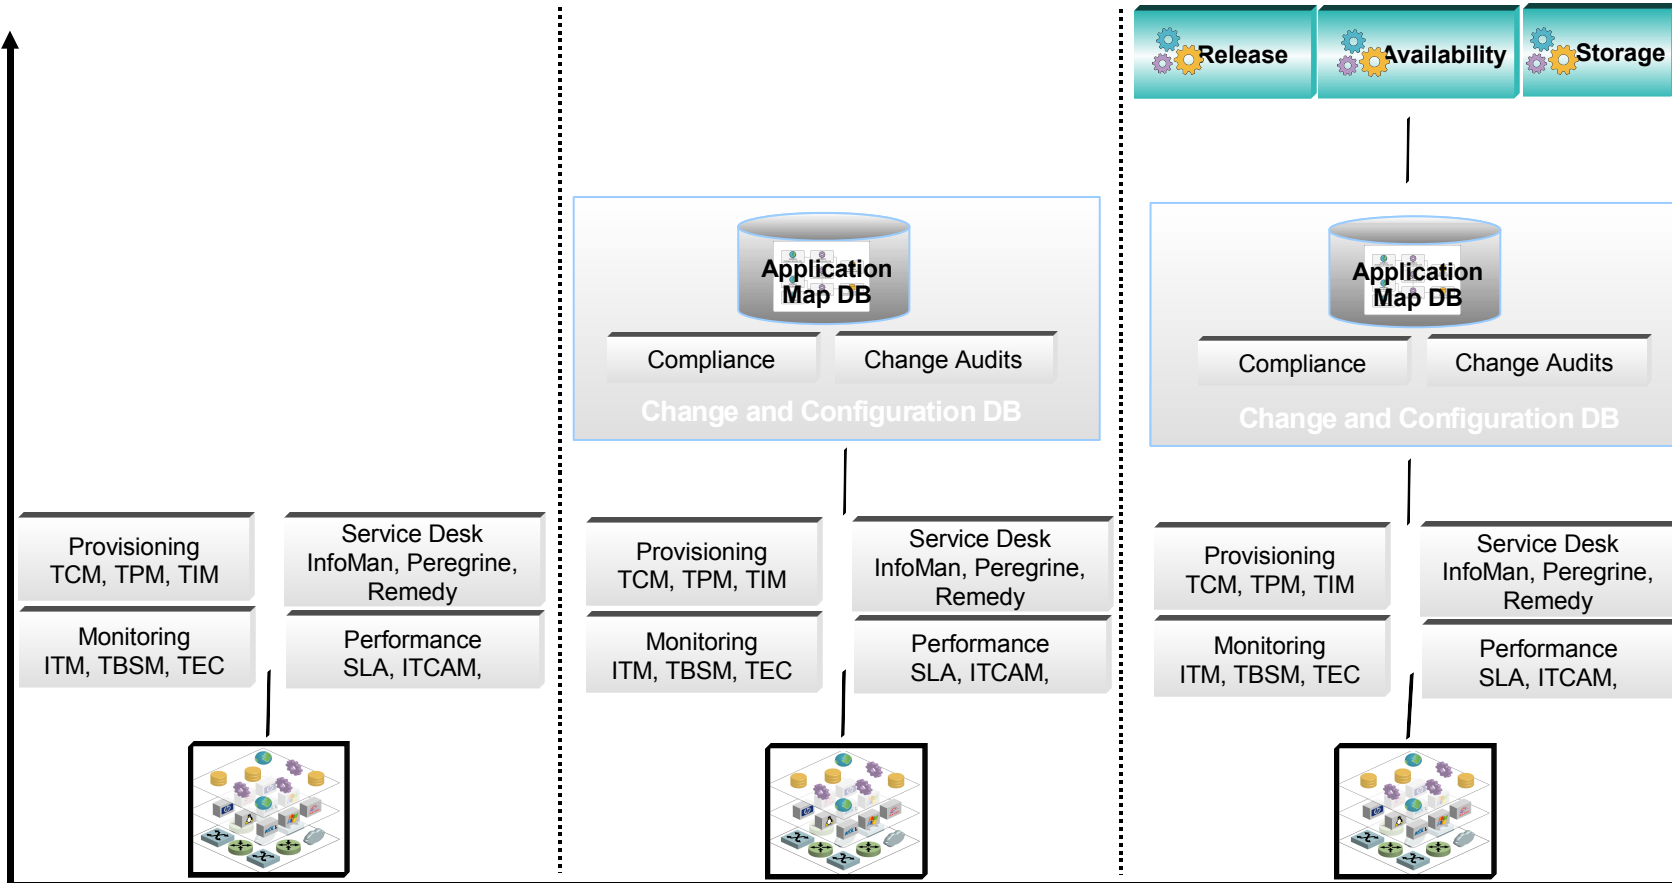 Release
Availability
Storage
Application
Map DB
Compliance
Change Audits
Change and Configuration DB
Application
Map DB
Compliance
Change Audits
Change and Configuration DB
Provisioning
TCM, TPM, TIM
Service Desk
InfoMan, Peregrine,
Remedy
Monitoring
ITM, TBSM, TEC
Performance
SLA, ITCAM,
Provisioning
TCM, TPM, TIM
Service Desk
InfoMan, Peregrine,
Remedy
Monitoring
ITM, TBSM, TEC
Performance
SLA, ITCAM,
Provisioning
TCM, TPM, TIM
Service Desk
InfoMan, Peregrine,
Remedy
Monitoring
ITM, TBSM, TEC
Performance
SLA, ITCAM,